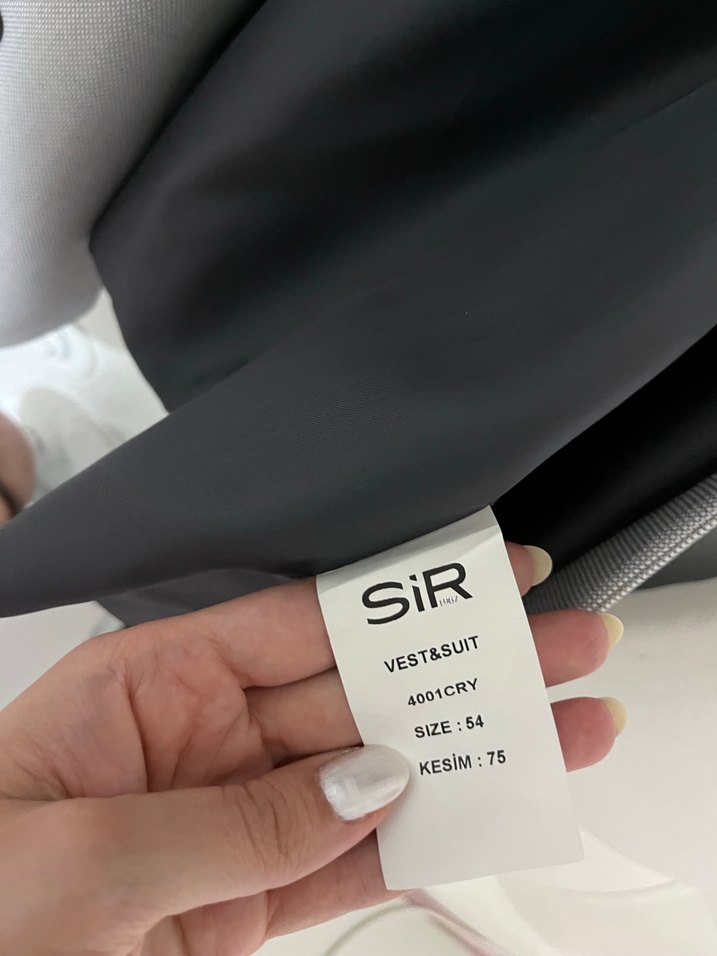 SiR
1967
VEST&SUIT
4001CRY
SIZE : 54
KESİM : 75